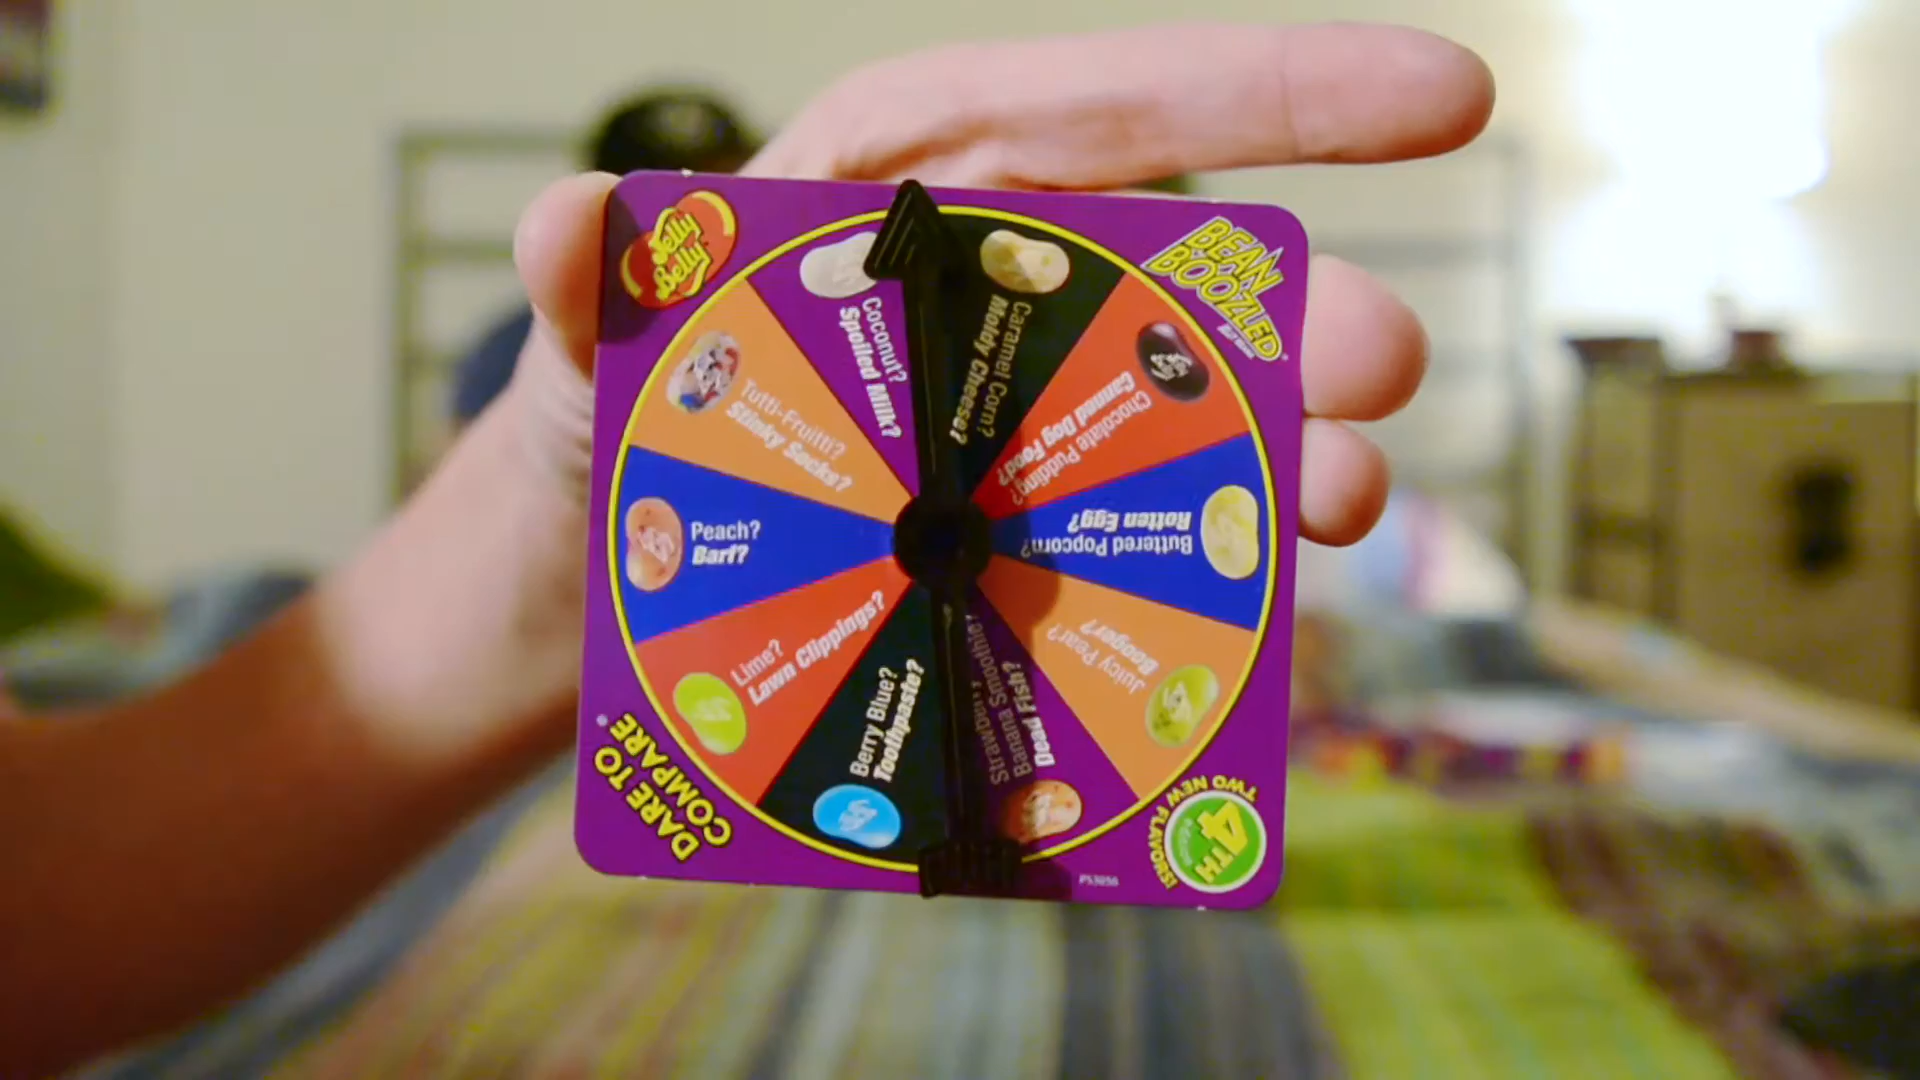 Jelly
Belly
BEAN
BOOZLED
Coconut?
Spoiled Milk?
Caramel Corn?
Moldy Cheese?
Chocolate Pudding?
Canned Dog Food?
Buttered Popcorn?
Rotten Egg?
Juicy Pear?
Booger?
Strawberry
Banana Smoothie?
Dead Fish?
Berry Blue?
Toothpaste?
Lime?
Lawn Clippings?
Peach?
Barf?
Tutti-Fruitti?
Stinky Socks?
DARE TO
COMPARE
®
4TH
TWO NEW FLAVORS!